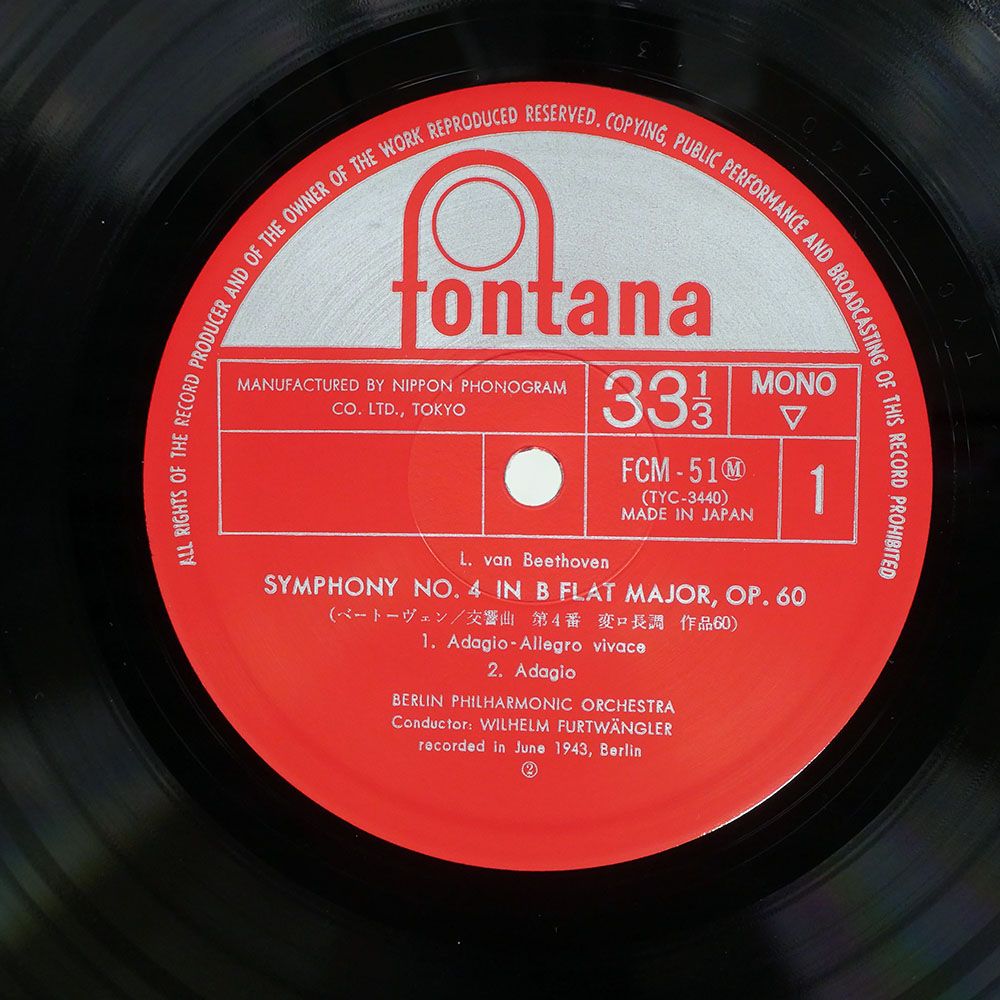 ALL RIGHTS OF THE RECORD PRODUCER AND OF THE OWNER OF THE WORK REPRODUCED RESERVED. COPYING, PUBLIC PERFORMANCE AND BROADCASTING OF THIS RECORD PROHIBITED
fontana
MANUFACTURED BY NIPPON PHONOGRAM
CO. LTD., TOKYO
33 1/3
MONO
▽
FCM-51Ⓜ
(TYC-3440)
MADE IN JAPAN
1
L. van Beethoven
SYMPHONY NO. 4 IN B FLAT MAJOR, OP. 60
(ベートーヴェン/交響曲 第4番 変ロ長調 作品60)
1. Adagio-Allegro vivace
2. Adagio
BERLIN PHILHARMONIC ORCHESTRA
Conductor: WILHELM FURTWÄNGLER
recorded in June 1943, Berlin
②